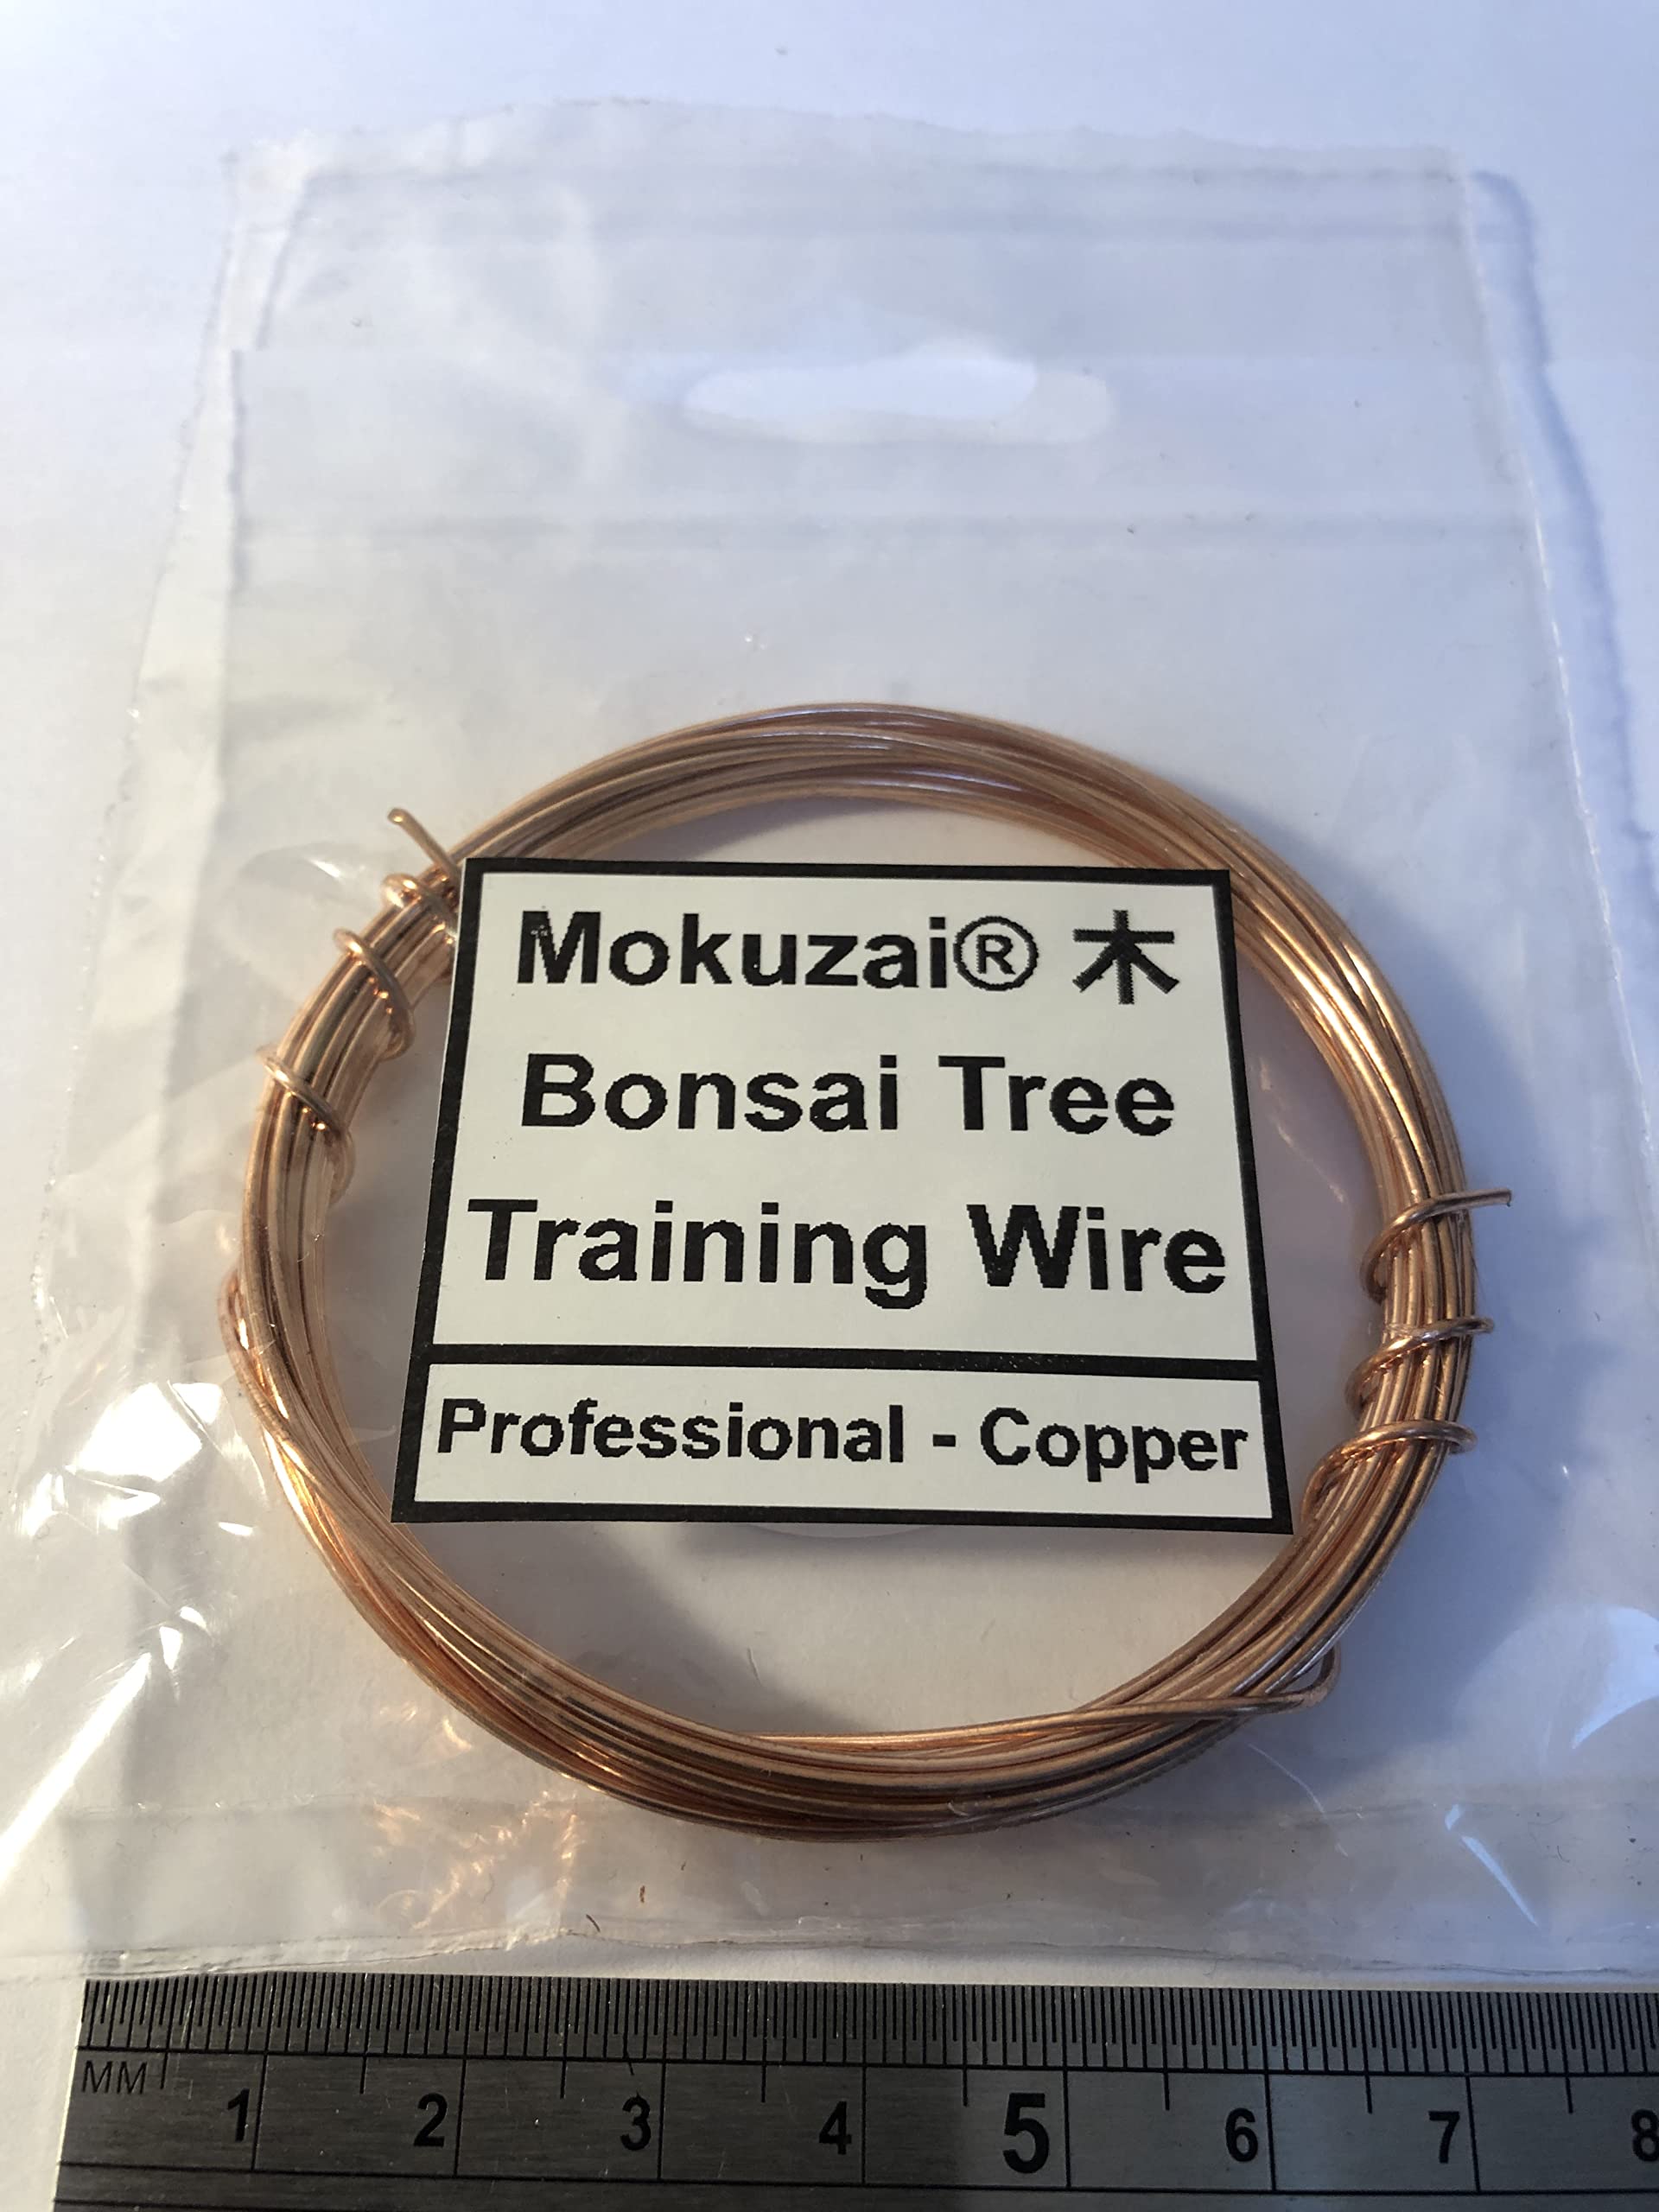 Mokuzai® 木
Bonsai Tree
Training Wire
Professional - Copper
MM
1 2 3 4 5 6 7 8